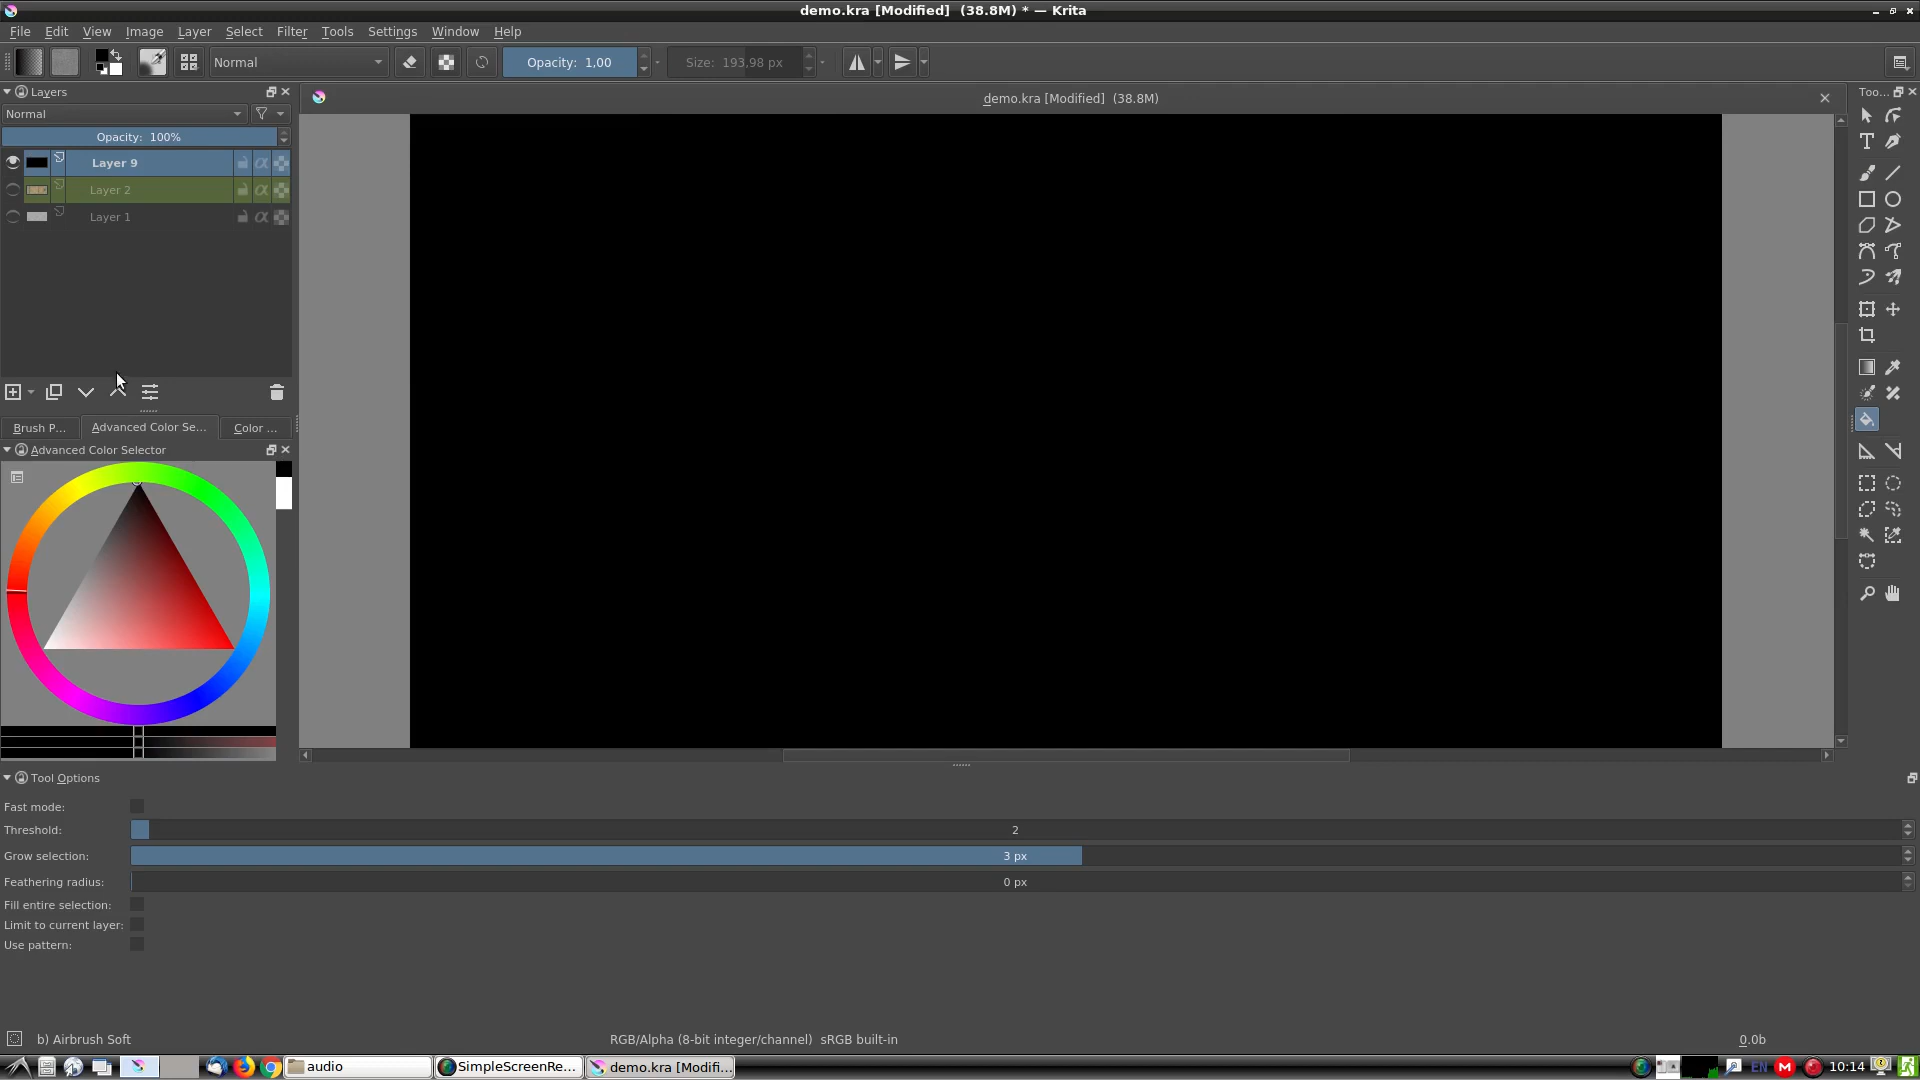 demo.kra [Modified]  (38.8M) * — Krita
File Edit View Image Layer Select Filter Tools Settings Window Help
Normal Opacity: 1,00 Size: 193,98 px
Layers
demo.kra [Modified]  (38.8M)
Too...
Normal
Opacity: 100%
Layer 9
Layer 2
Layer 1
Brush P... Advanced Color Se... Color ...
Advanced Color Selector
Tool Options
Fast mode:
Threshold: 2
Grow selection: 3 px
Feathering radius: 0 px
Fill entire selection:
Limit to current layer:
Use pattern:
b) Airbrush Soft RGB/Alpha (8-bit integer/channel)  sRGB built-in 0.0b
audio SimpleScreenRe... demo.kra [Modifi... EN M 10:14